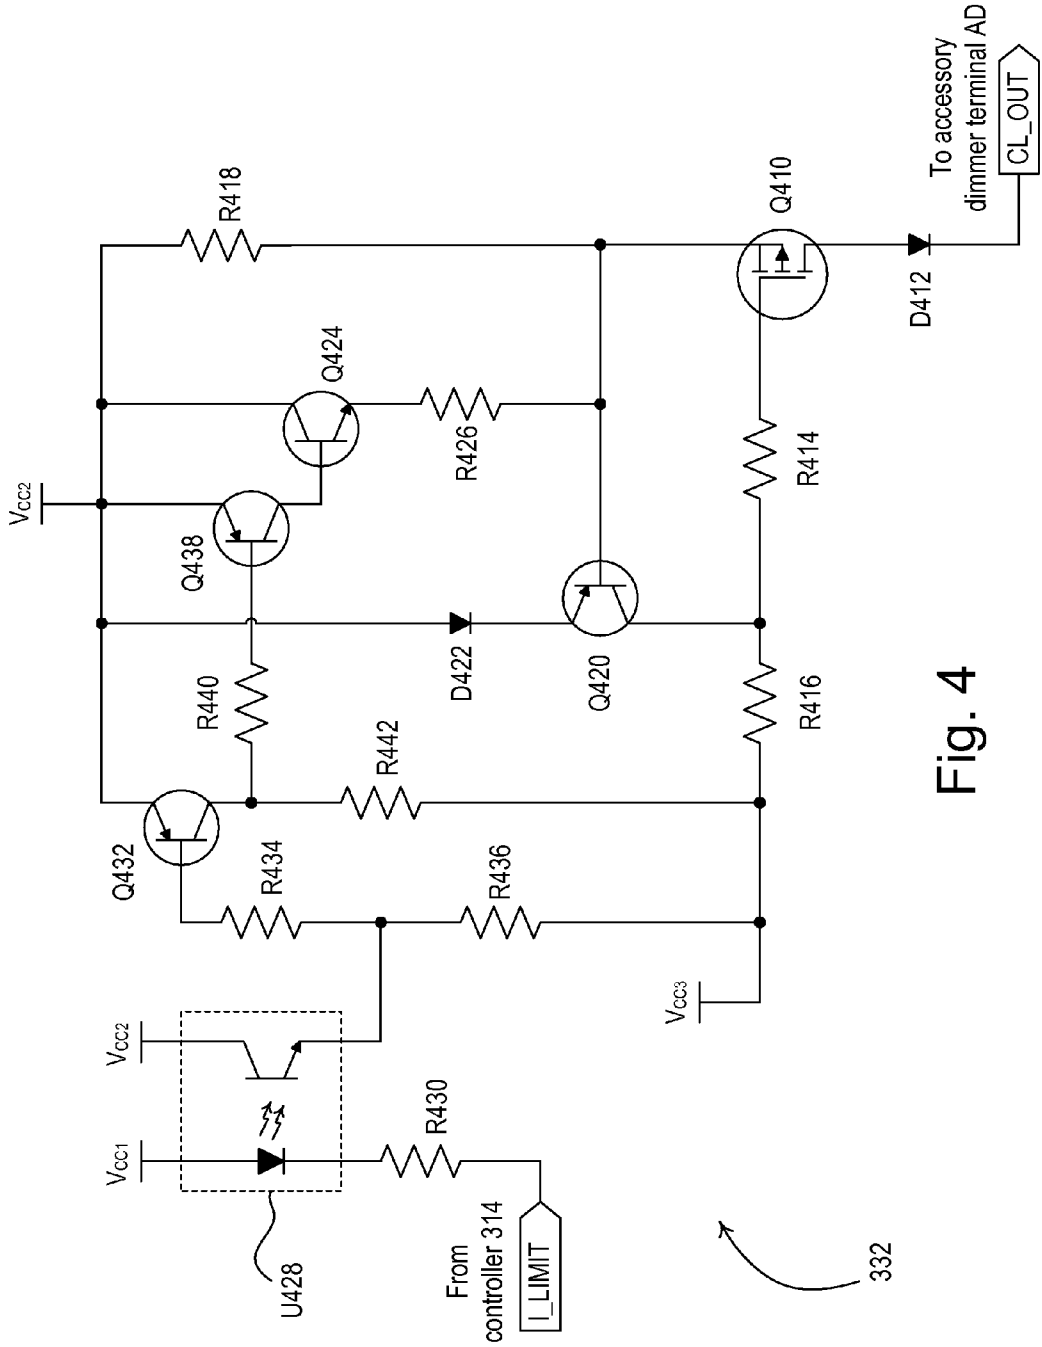 VCC1
VCC2
VCC2
U428
R430
From
controller 314
I_LIMIT
Q432
R434
R436
VCC3
R442
R440
Q438
Q424
R418
D422
R426
Q420
R416
R414
Q410
D412
To accessory
dimmer terminal AD
CL_OUT
332
Fig. 4